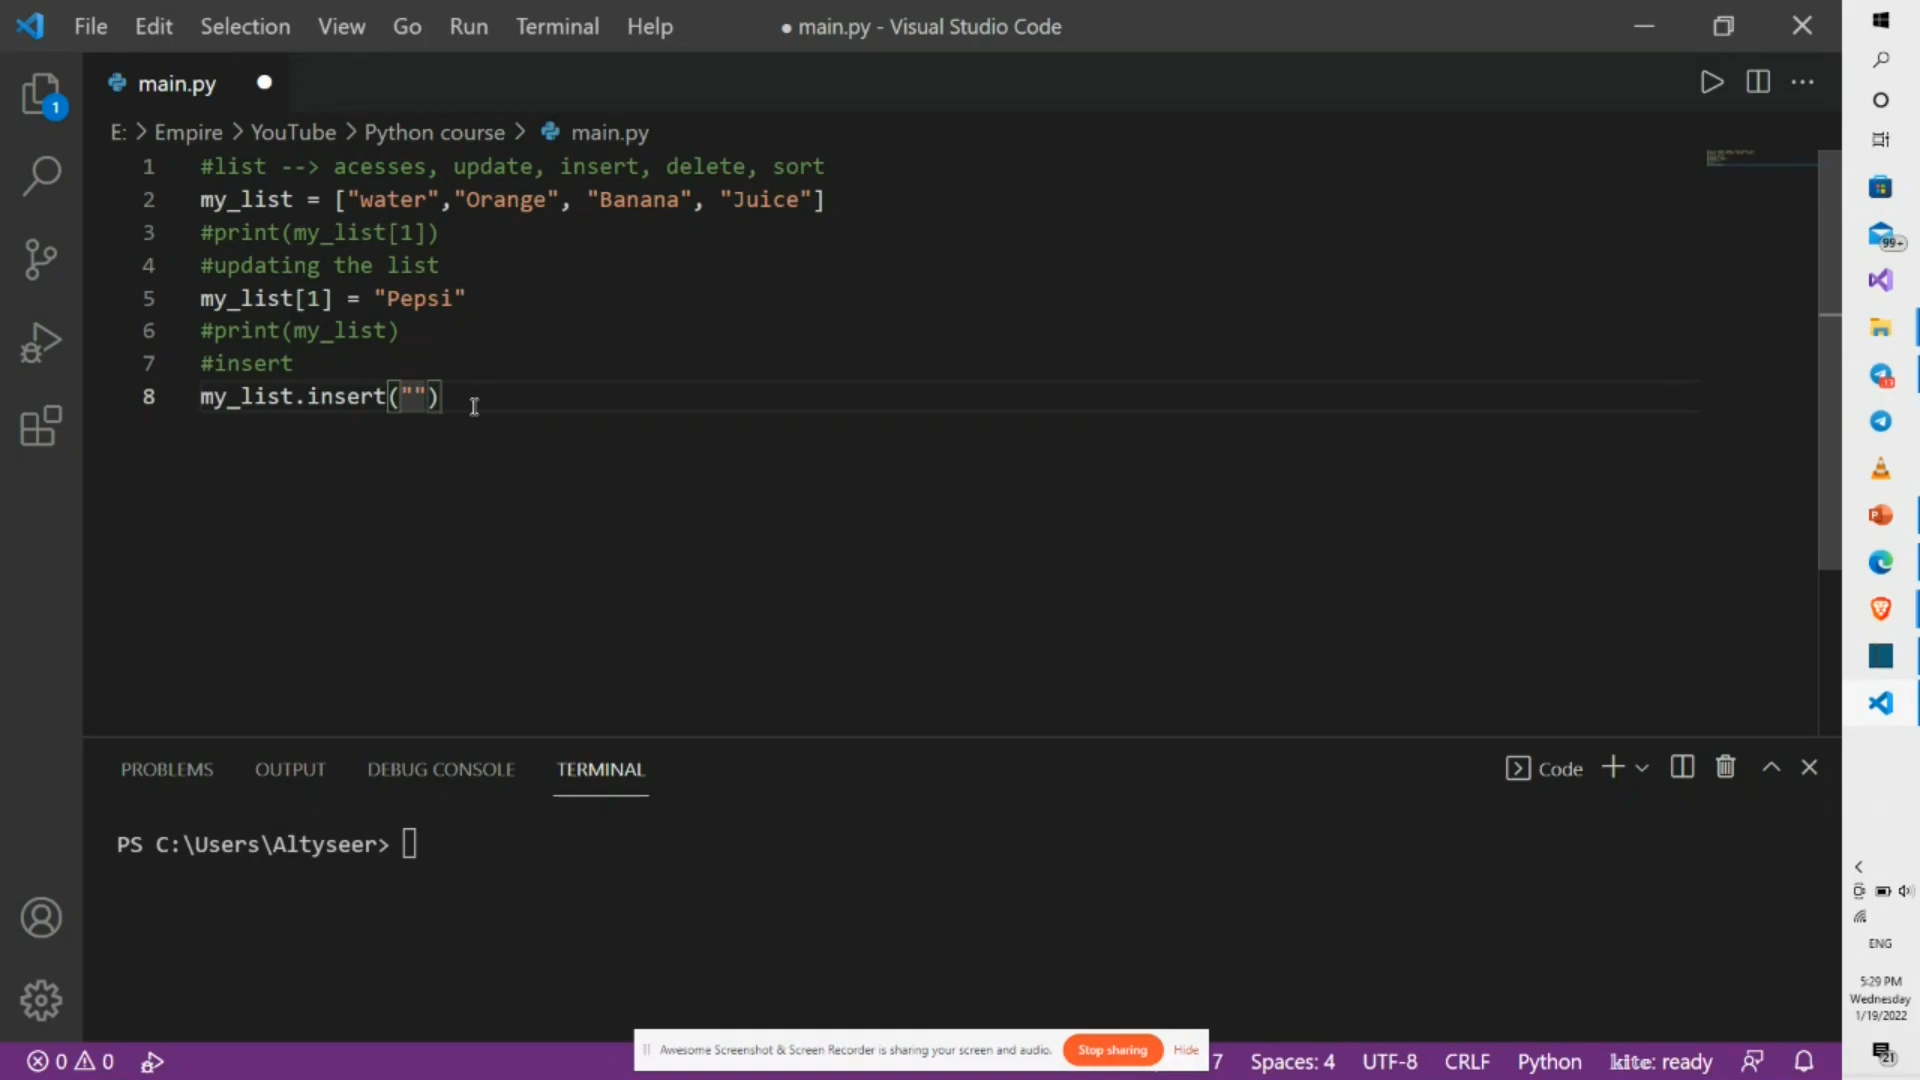 File Edit Selection View Go Run Terminal Help ● main.py - Visual Studio Code
main.py
E: > Empire > YouTube > Python course > main.py
1 #list --> acesses, update, insert, delete, sort
2 my_list = ["water","Orange", "Banana", "Juice"]
3 #print(my_list[1])
4 #updating the list
5 my_list[1] = "Pepsi"
6 #print(my_list)
7 #insert
8 my_list.insert("")
PROBLEMS OUTPUT DEBUG CONSOLE TERMINAL Code
PS C:\Users\Altyseer>
Awesome Screenshot & Screen Recorder is sharing your screen and audio. Stop sharing Hide
0 0 7 Spaces: 4 UTF-8 CRLF Python kite: ready
1
99+
ENG
5:29 PM
Wednesday
1/19/2022
21